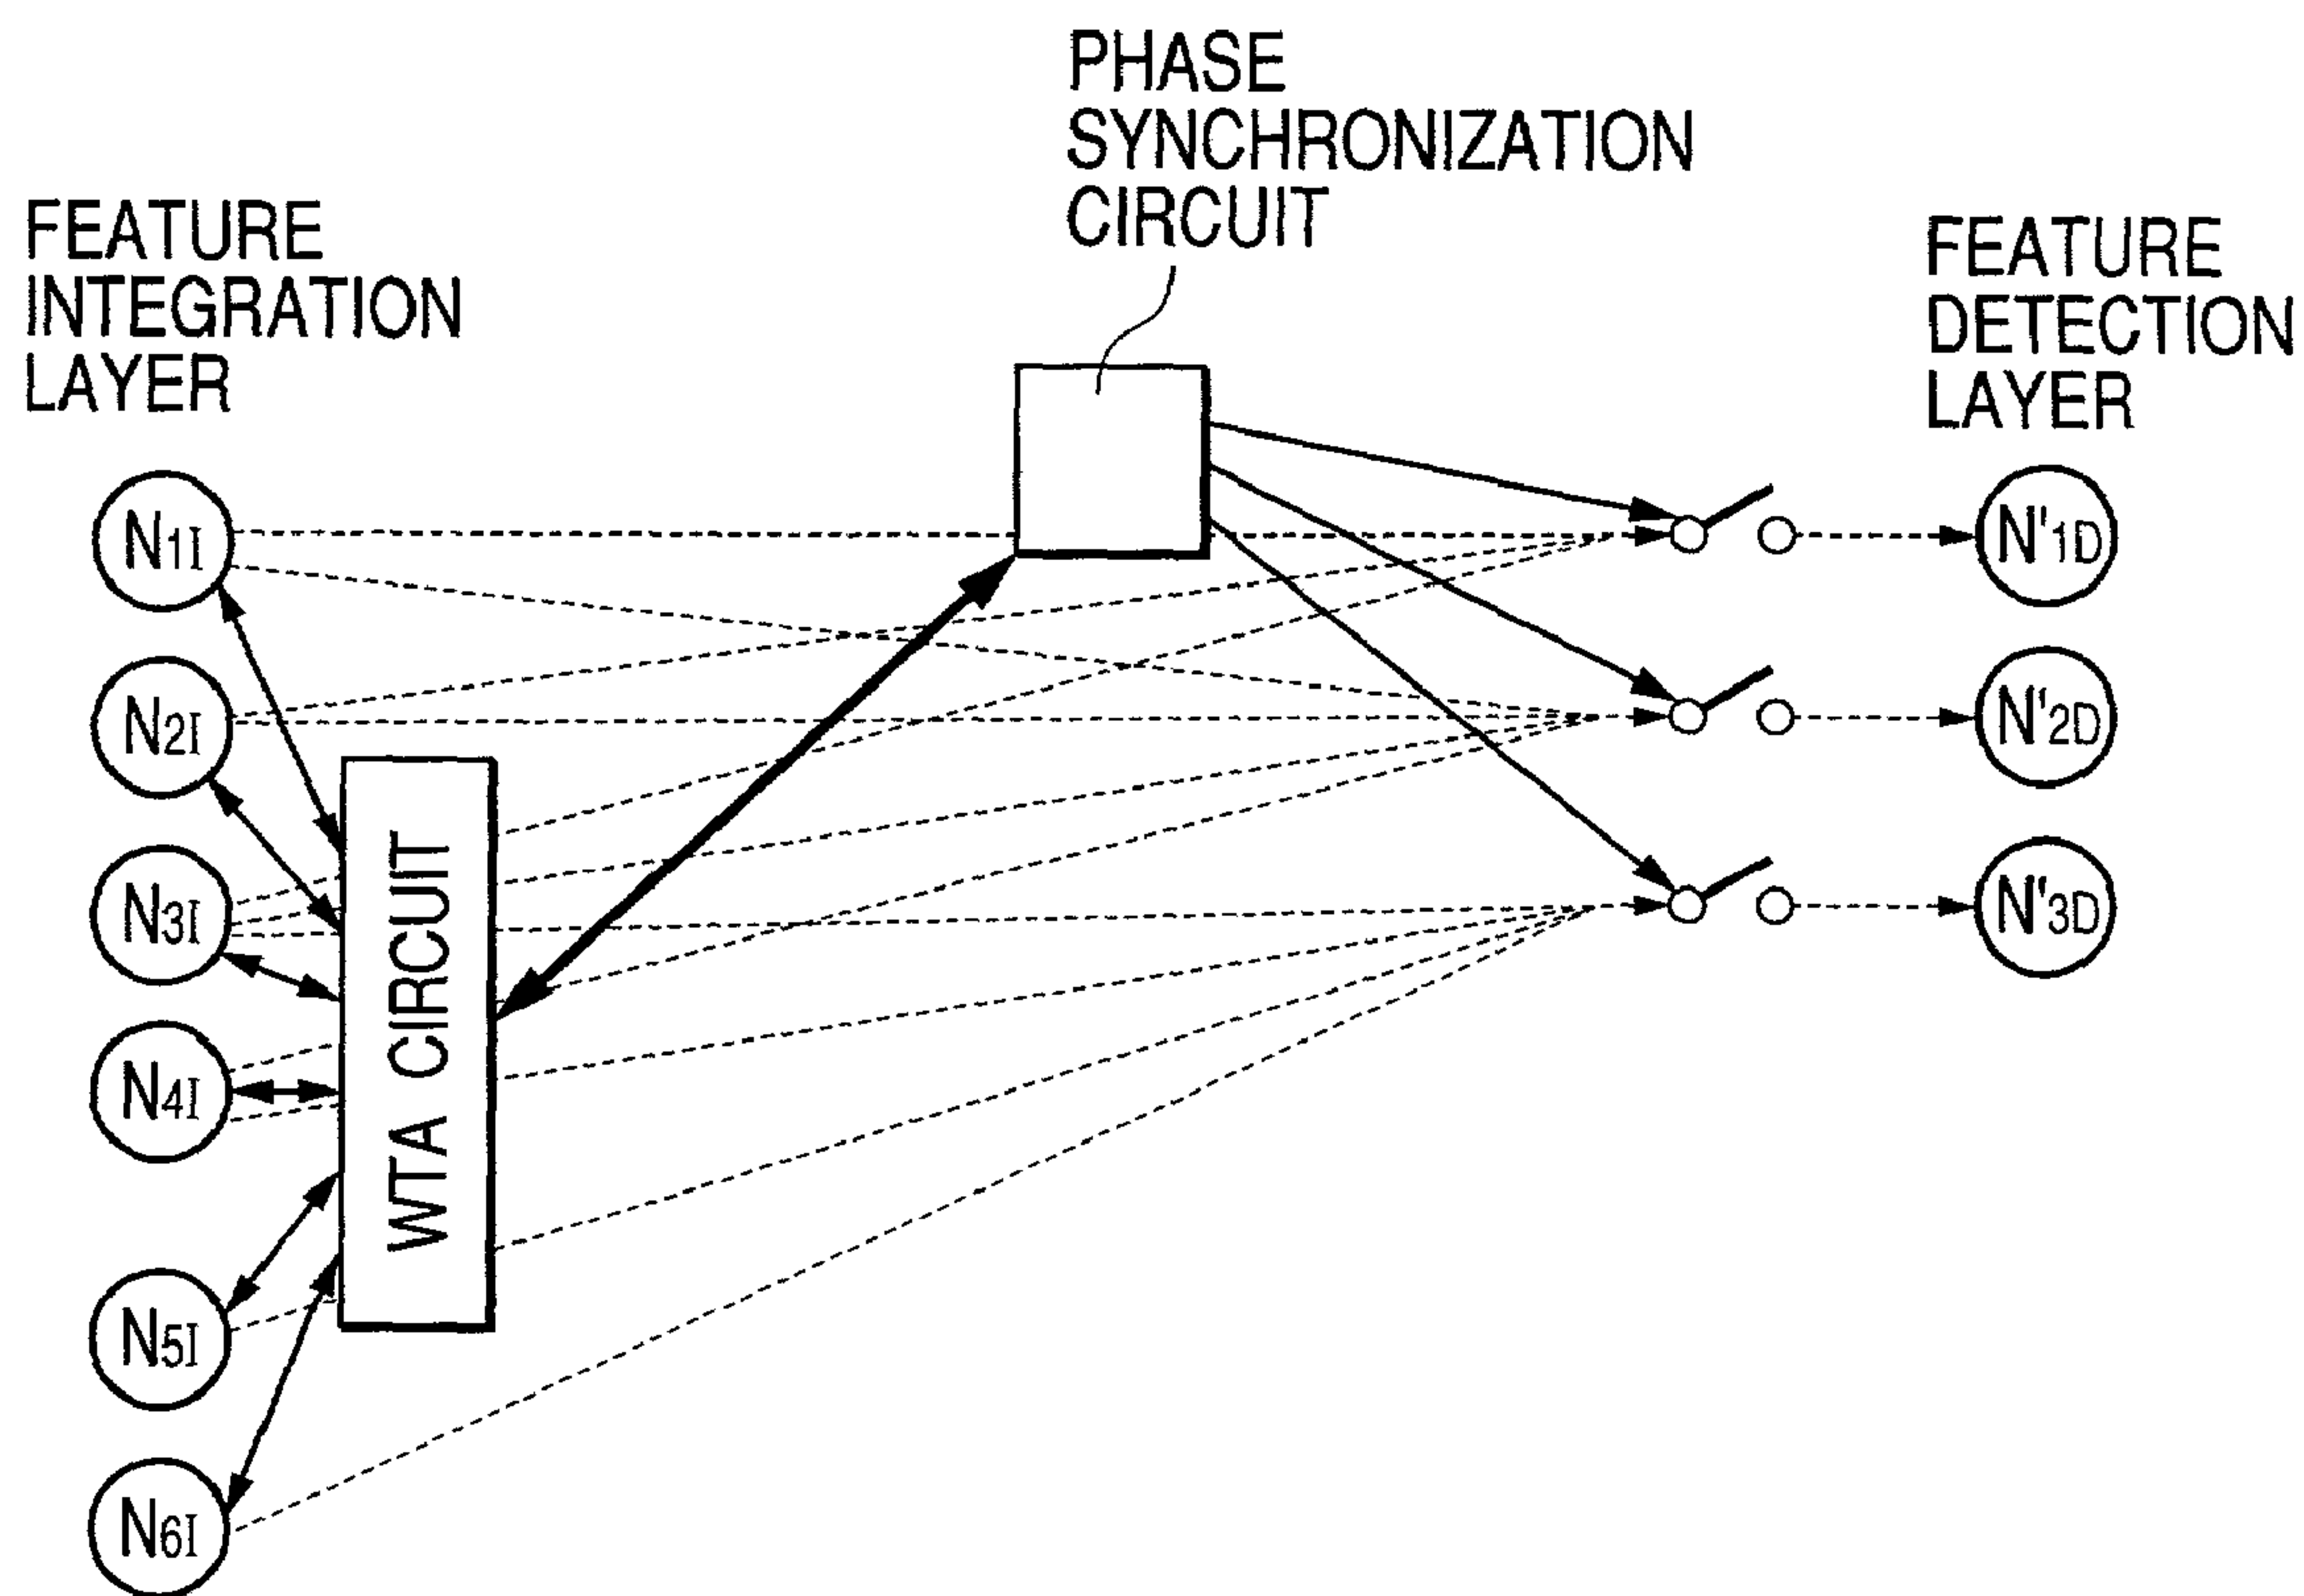 PHASE
SYNCHRONIZATION
CIRCUIT
FEATURE
INTEGRATION
LAYER
FEATURE
DETECTION
LAYER
N1I
N'1D
N2I
N'2D
N3I
N'3D
WTA CIRCUIT
N4I
N5I
N6I